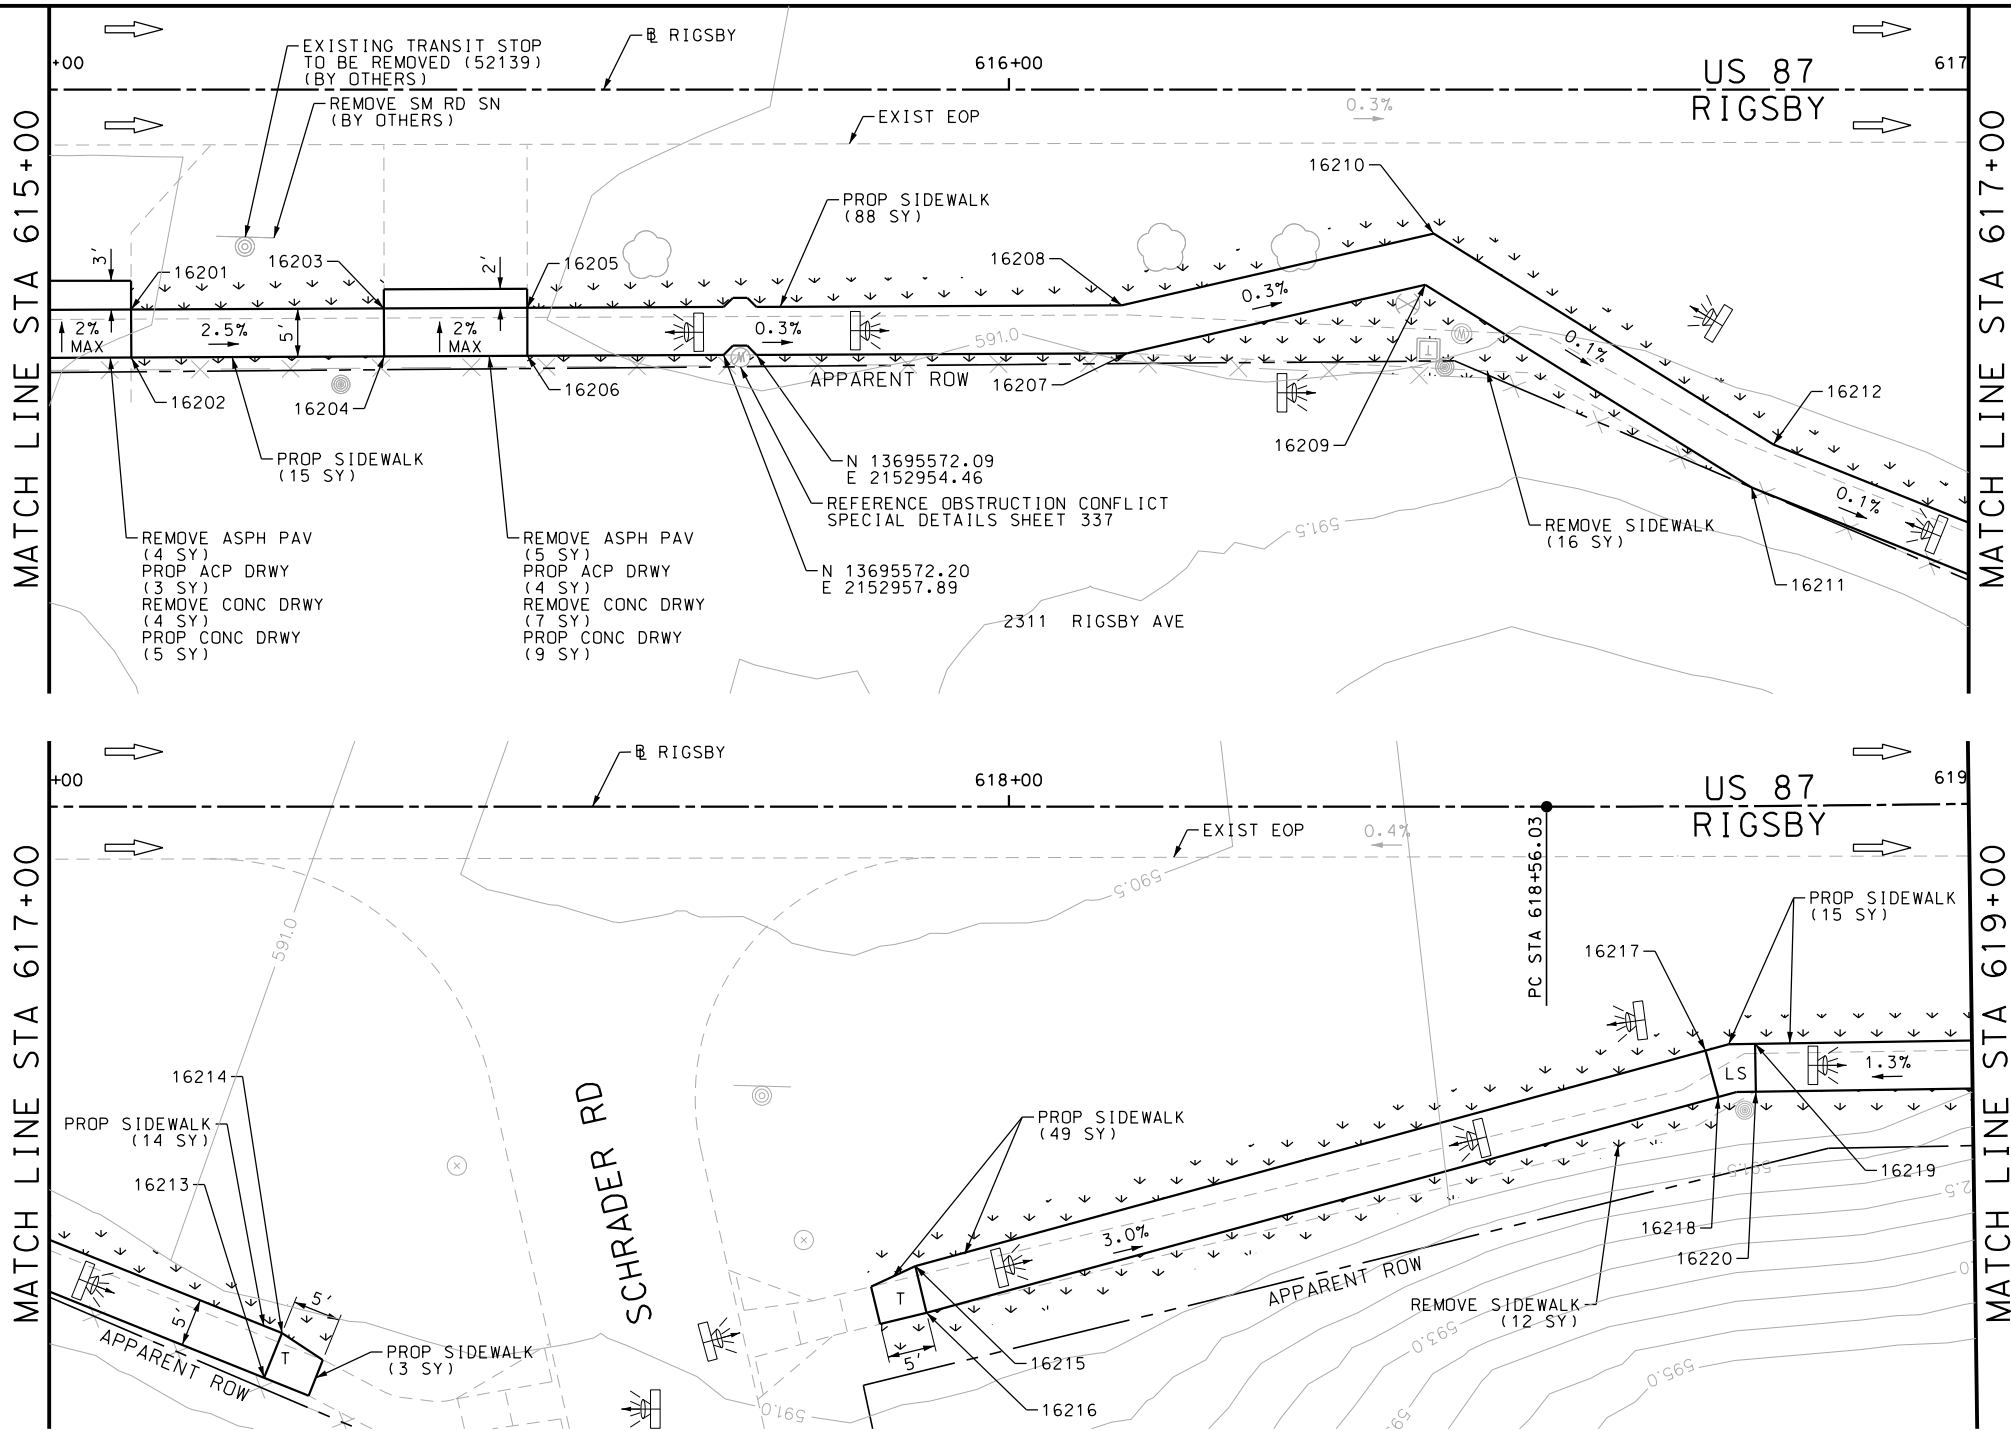 +00
EXISTING TRANSIT STOP
TO BE REMOVED (52139)
(BY OTHERS)
REMOVE SM RD SN
(BY OTHERS)
BL RIGSBY
616+00
617
US 87
RIGSBY
EXIST EOP
0.3%
MATCH LINE STA 615+00
MATCH LINE STA 617+00
16210
PROP SIDEWALK
(88 SY)
3'
16201
16203
2'
16205
16208
2%
MAX
2.5%
5'
2%
MAX
0.3%
0.3%
591.0
0.1%
GM
W
T
16202
16204
16206
APPARENT ROW
16207
16209
16212
PROP SIDEWALK
(15 SY)
N 13695572.09
E 2152954.46
REFERENCE OBSTRUCTION CONFLICT
SPECIAL DETAILS SHEET 337
0.1%
591.5
REMOVE SIDEWALK
(16 SY)
REMOVE ASPH PAV
(4 SY)
PROP ACP DRWY
(3 SY)
REMOVE CONC DRWY
(4 SY)
PROP CONC DRWY
(5 SY)
REMOVE ASPH PAV
(5 SY)
PROP ACP DRWY
(4 SY)
REMOVE CONC DRWY
(7 SY)
PROP CONC DRWY
(9 SY)
N 13695572.20
E 2152957.89
16211
2311 RIGSBY AVE
+00
BL RIGSBY
618+00
619
US 87
RIGSBY
EXIST EOP
0.4%
PC STA 618+56.03
590.5
MATCH LINE STA 617+00
MATCH LINE STA 619+00
PROP SIDEWALK
(15 SY)
591.0
16217
16214
PROP SIDEWALK
(14 SY)
16213
SCHRADER RD
PROP SIDEWALK
(49 SY)
LS
1.3%
591.5
16219
2.5
16218
16220
3.0%
T
5'
5'
T
APPARENT ROW
PROP SIDEWALK
(3 SY)
APPARENT ROW
REMOVE SIDEWALK
(12 SY)
593.0
595.0
5'
16215
16216
591.0